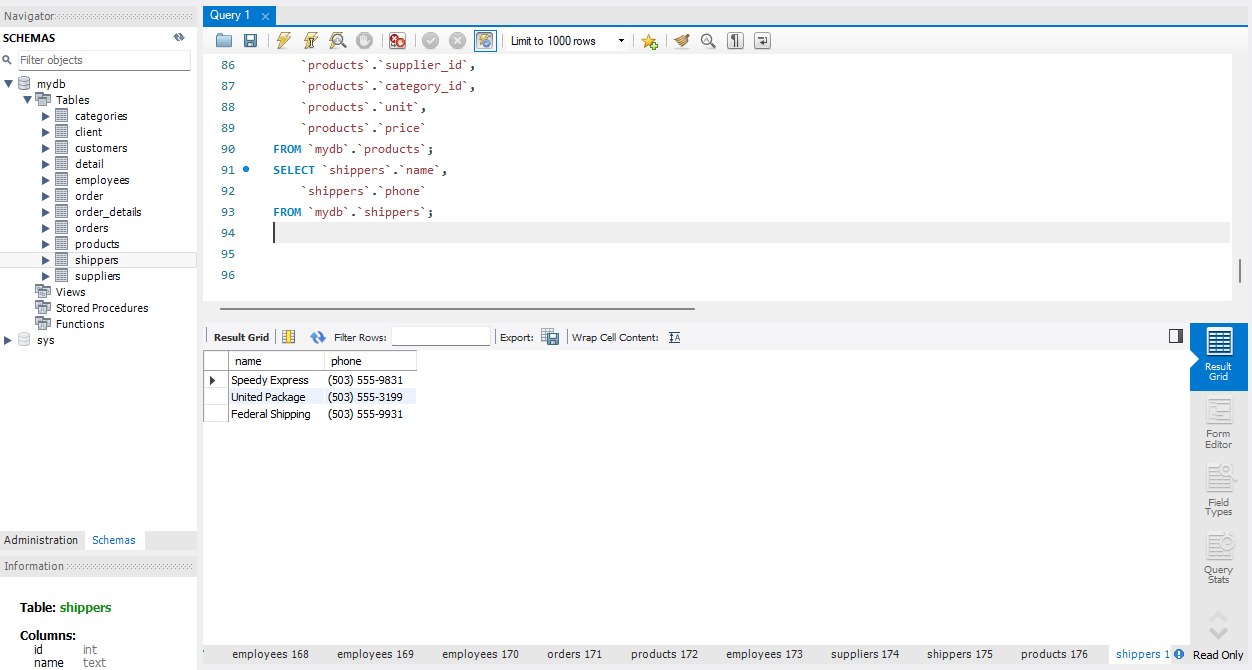 Navigator
SCHEMAS
Filter objects
mydb
Tables
categories
client
customers
detail
employees
order
order_details
orders
products
shippers
suppliers
Views
Stored Procedures
Functions
sys
Administration Schemas
Information
Table: shippers
Columns:
id int
name text
Query 1
Limit to 1000 rows
86 `products`.`supplier_id`,
87 `products`.`category_id`,
88 `products`.`unit`,
89 `products`.`price`
90 FROM `mydb`.`products`;
91 SELECT `shippers`.`name`,
92 `shippers`.`phone`
93 FROM `mydb`.`shippers`;
94
95
96
Result Grid Filter Rows: Export: Wrap Cell Content:
name phone
Speedy Express (503) 555-9831
United Package (503) 555-3199
Federal Shipping (503) 555-9931
Result
Grid
Form
Editor
Field
Types
Query
Stats
employees 168 employees 169 employees 170 orders 171 products 172 employees 173 suppliers 174 shippers 175 products 176 shippers 1 Read Only